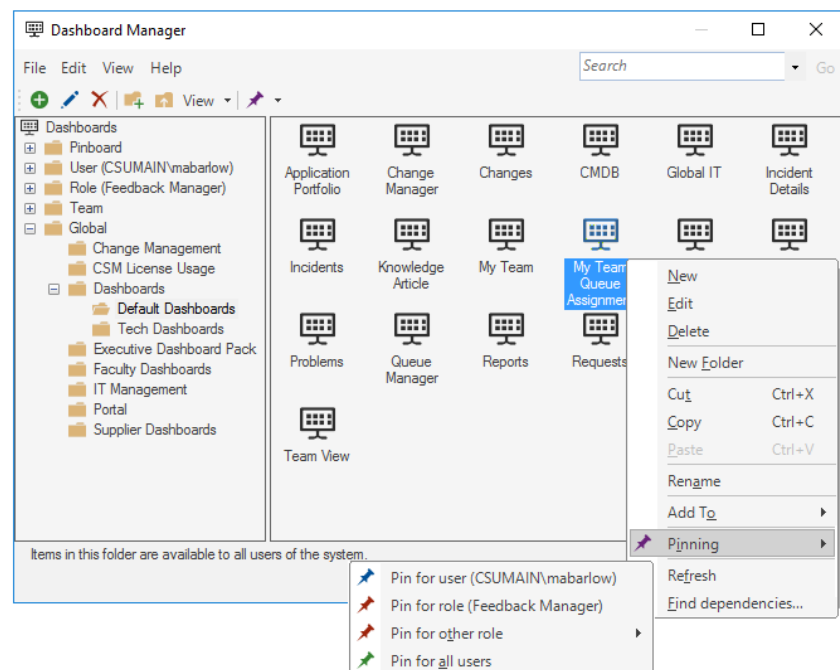 Dashboard Manager
File Edit View Help
Search
Go
View
Dashboards
Pinboard
User (CSUMAIN\mabarlow)
Role (Feedback Manager)
Team
Global
Change Management
CSM License Usage
Dashboards
Default Dashboards
Tech Dashboards
Executive Dashboard Pack
Faculty Dashboards
IT Management
Portal
Supplier Dashboards
Application
Portfolio
Change
Manager
Changes
CMDB
Global IT
Incident
Details
Incidents
Knowledge
Article
My Team
My Team
Queue
Assignmen
Problems
Queue
Manager
Reports
Requests
Team View
New
Edit
Delete
New Folder
Cut Ctrl+X
Copy Ctrl+C
Paste Ctrl+V
Rename
Add To
Pinning
Refresh
Find dependencies...
Items in this folder are available to all users of the system.
Pin for user (CSUMAIN\mabarlow)
Pin for role (Feedback Manager)
Pin for other role
Pin for all users